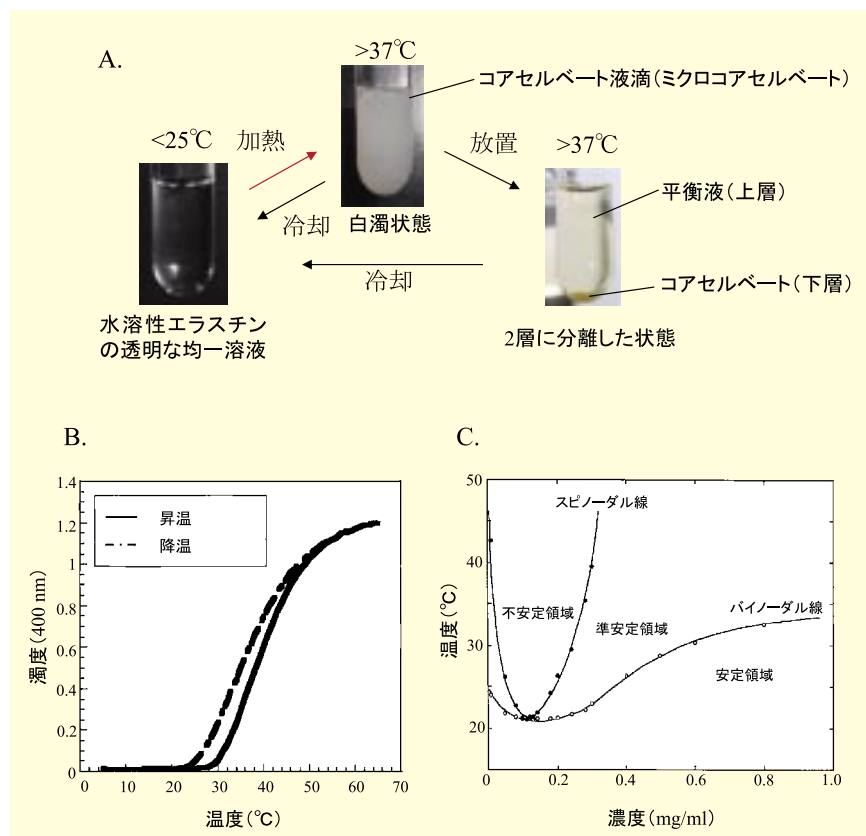 A.
>37℃
コアセルベート液滴(ミクロコアセルベート)
<25℃
加熱
放置
>37℃
平衡液(上層)
冷却
白濁状態
冷却
コアセルベート(下層)
水溶性エラスチン
の透明な均一溶液
2層に分離した状態
B.
1.4
1.2
1
0.8
0.6
0.4
0.2
0
昇温
降温
濁度(400 nm)
0 10 20 30 40 50 60 70
温度(℃)
C.
50
40
30
20
温度(℃)
スピノーダル線
不安定領域
準安定領域
バイノーダル線
安定領域
0 0.2 0.4 0.6 0.8 1.0
濃度(mg/ml)